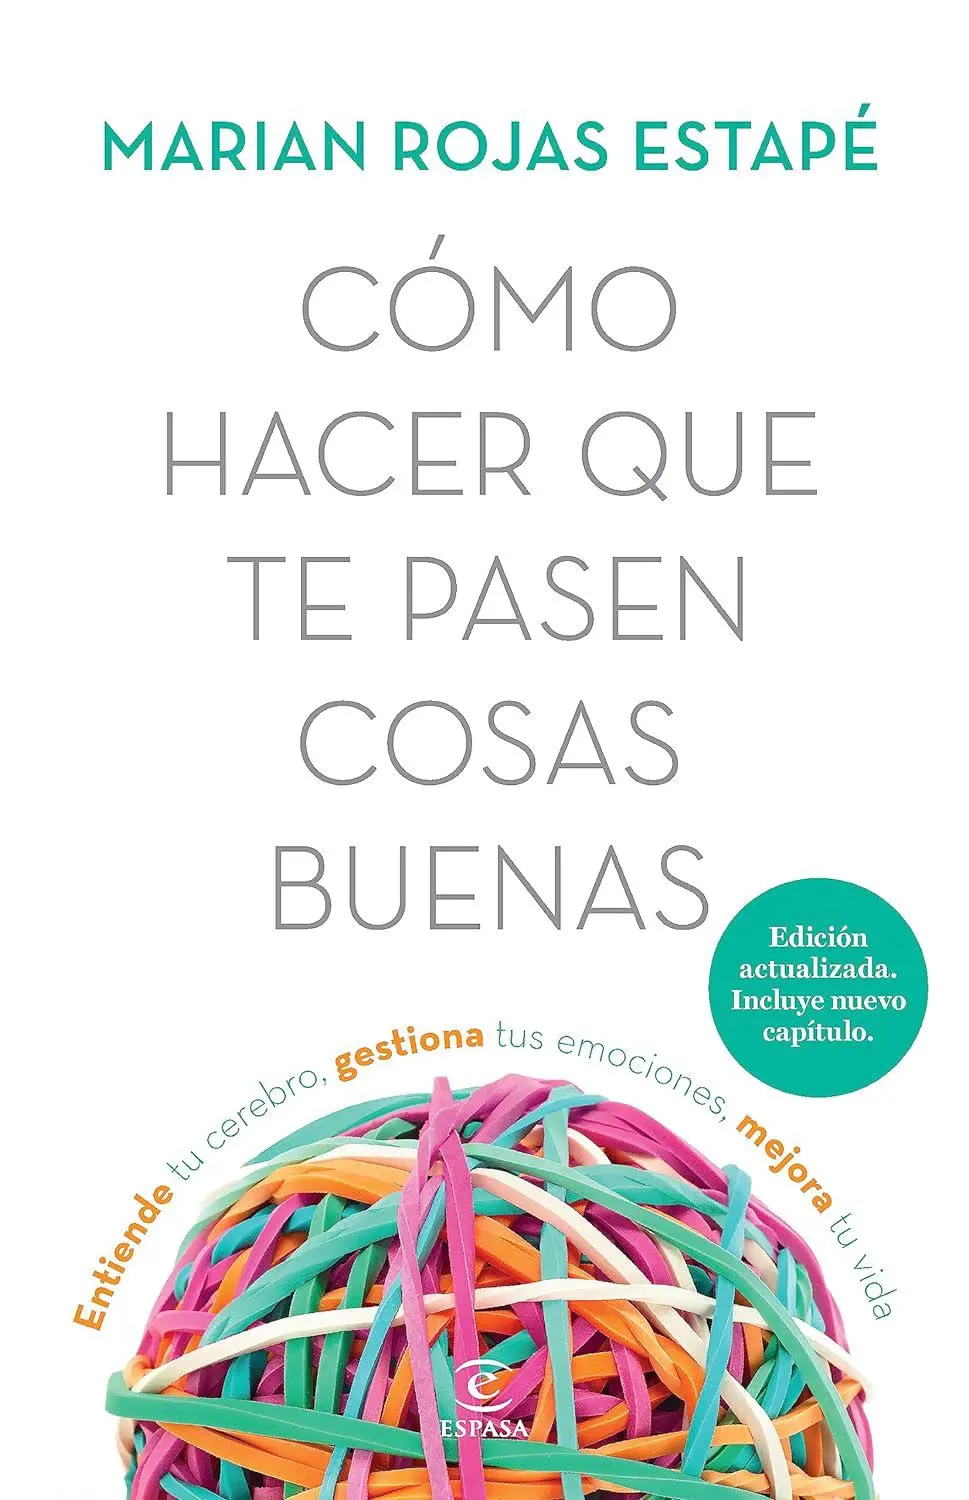 MARIAN ROJAS ESTAPÉ
CÓMO
HACER QUE
TE PASEN
COSAS
BUENAS
Edición
actualizada.
Incluye nuevo
capítulo.
Entiende tu cerebro, gestiona tus emociones, mejora tu vida
e
ESPASA